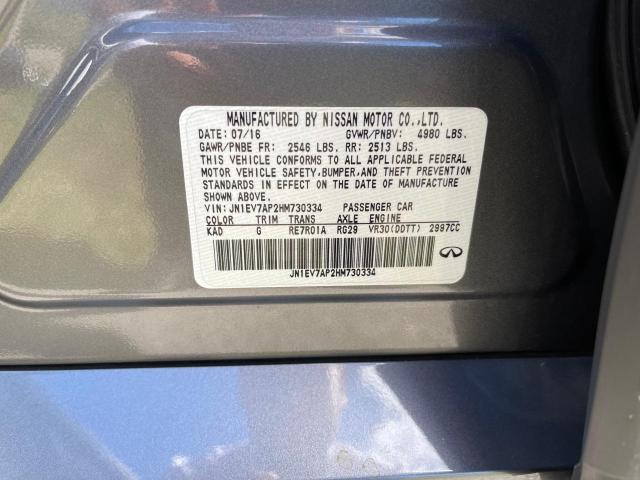 MANUFACTURED BY NISSAN MOTOR CO.,LTD.
DATE: 07/16 GVWR/PNBV: 4980 LBS.
GAWR/PNBE FR: 2546 LBS. RR: 2513 LBS.
THIS VEHICLE CONFORMS TO ALL APPLICABLE FEDERAL
MOTOR VEHICLE SAFETY,BUMPER,AND THEFT PREVENTION
STANDARDS IN EFFECT ON THE DATE OF MANUFACTURE
SHOWN ABOVE.
VIN: JN1EV7AP2HM730334 PASSENGER CAR
COLOR TRIM TRANS AXLE ENGINE
KAD G RE7R01A RG29 VR30(DDTT) 2997CC
JN1EV7AP2HM730334